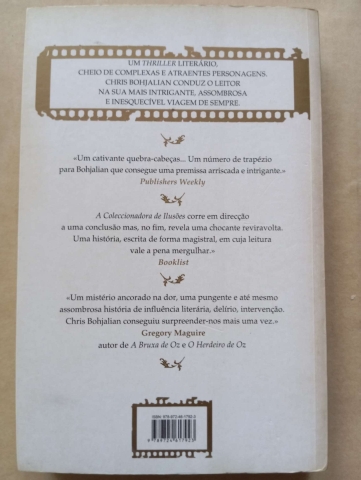 UM THRILLER LITERÁRIO,
CHEIO DE COMPLEXAS E ATRAENTES PERSONAGENS.
CHRIS BOHJALIAN CONDUZ O LEITOR
NA SUA MAIS INTRIGANTE, ASSOMBROSA
E INESQUECÍVEL VIAGEM DE SEMPRE.
«Um cativante quebra-cabeças... Um número de trapézio
para Bohjalian que consegue uma premissa arriscada e intrigante.»
Publishers Weekly
A Coleccionadora de Ilusões corre em direcção
a uma conclusão mas, no fim, revela uma chocante reviravolta.
Uma história, escrita de forma magistral, em cuja leitura
vale a pena mergulhar.»
Booklist
«Um mistério ancorado na dor, uma pungente e até mesmo
assombrosa história de influência literária, delírio, intervenção.
Chris Bohjalian conseguiu surpreender-nos mais uma vez.»
Gregory Maguire
autor de A Bruxa de Oz e O Herdeiro de Oz